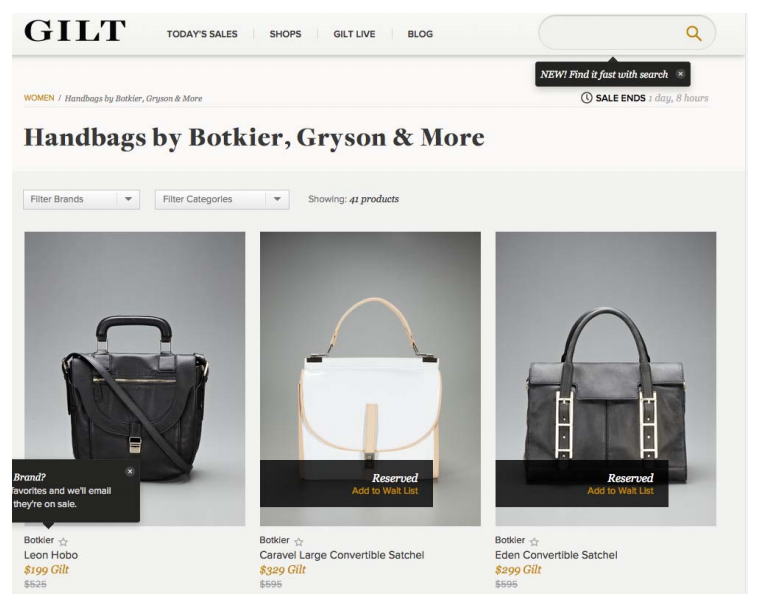 GILT
TODAY'S SALES
SHOPS
GILT LIVE
BLOG
NEW! Find it fast with search
WOMEN / Handbags by Botkier, Gryson & More
SALE ENDS 1 day, 8 hours
Handbags by Botkier, Gryson & More
Filter Brands
Filter Categories
Showing: 41 products
Brand?
favorites and we'll email
they're on sale.
Botkier
Leon Hobo
$199 Gilt
$525
Reserved
Add to Wait List
Botkier
Caravel Large Convertible Satchel
$329 Gilt
$595
Reserved
Add to Wait List
Botkier
Eden Convertible Satchel
$299 Gilt
$595